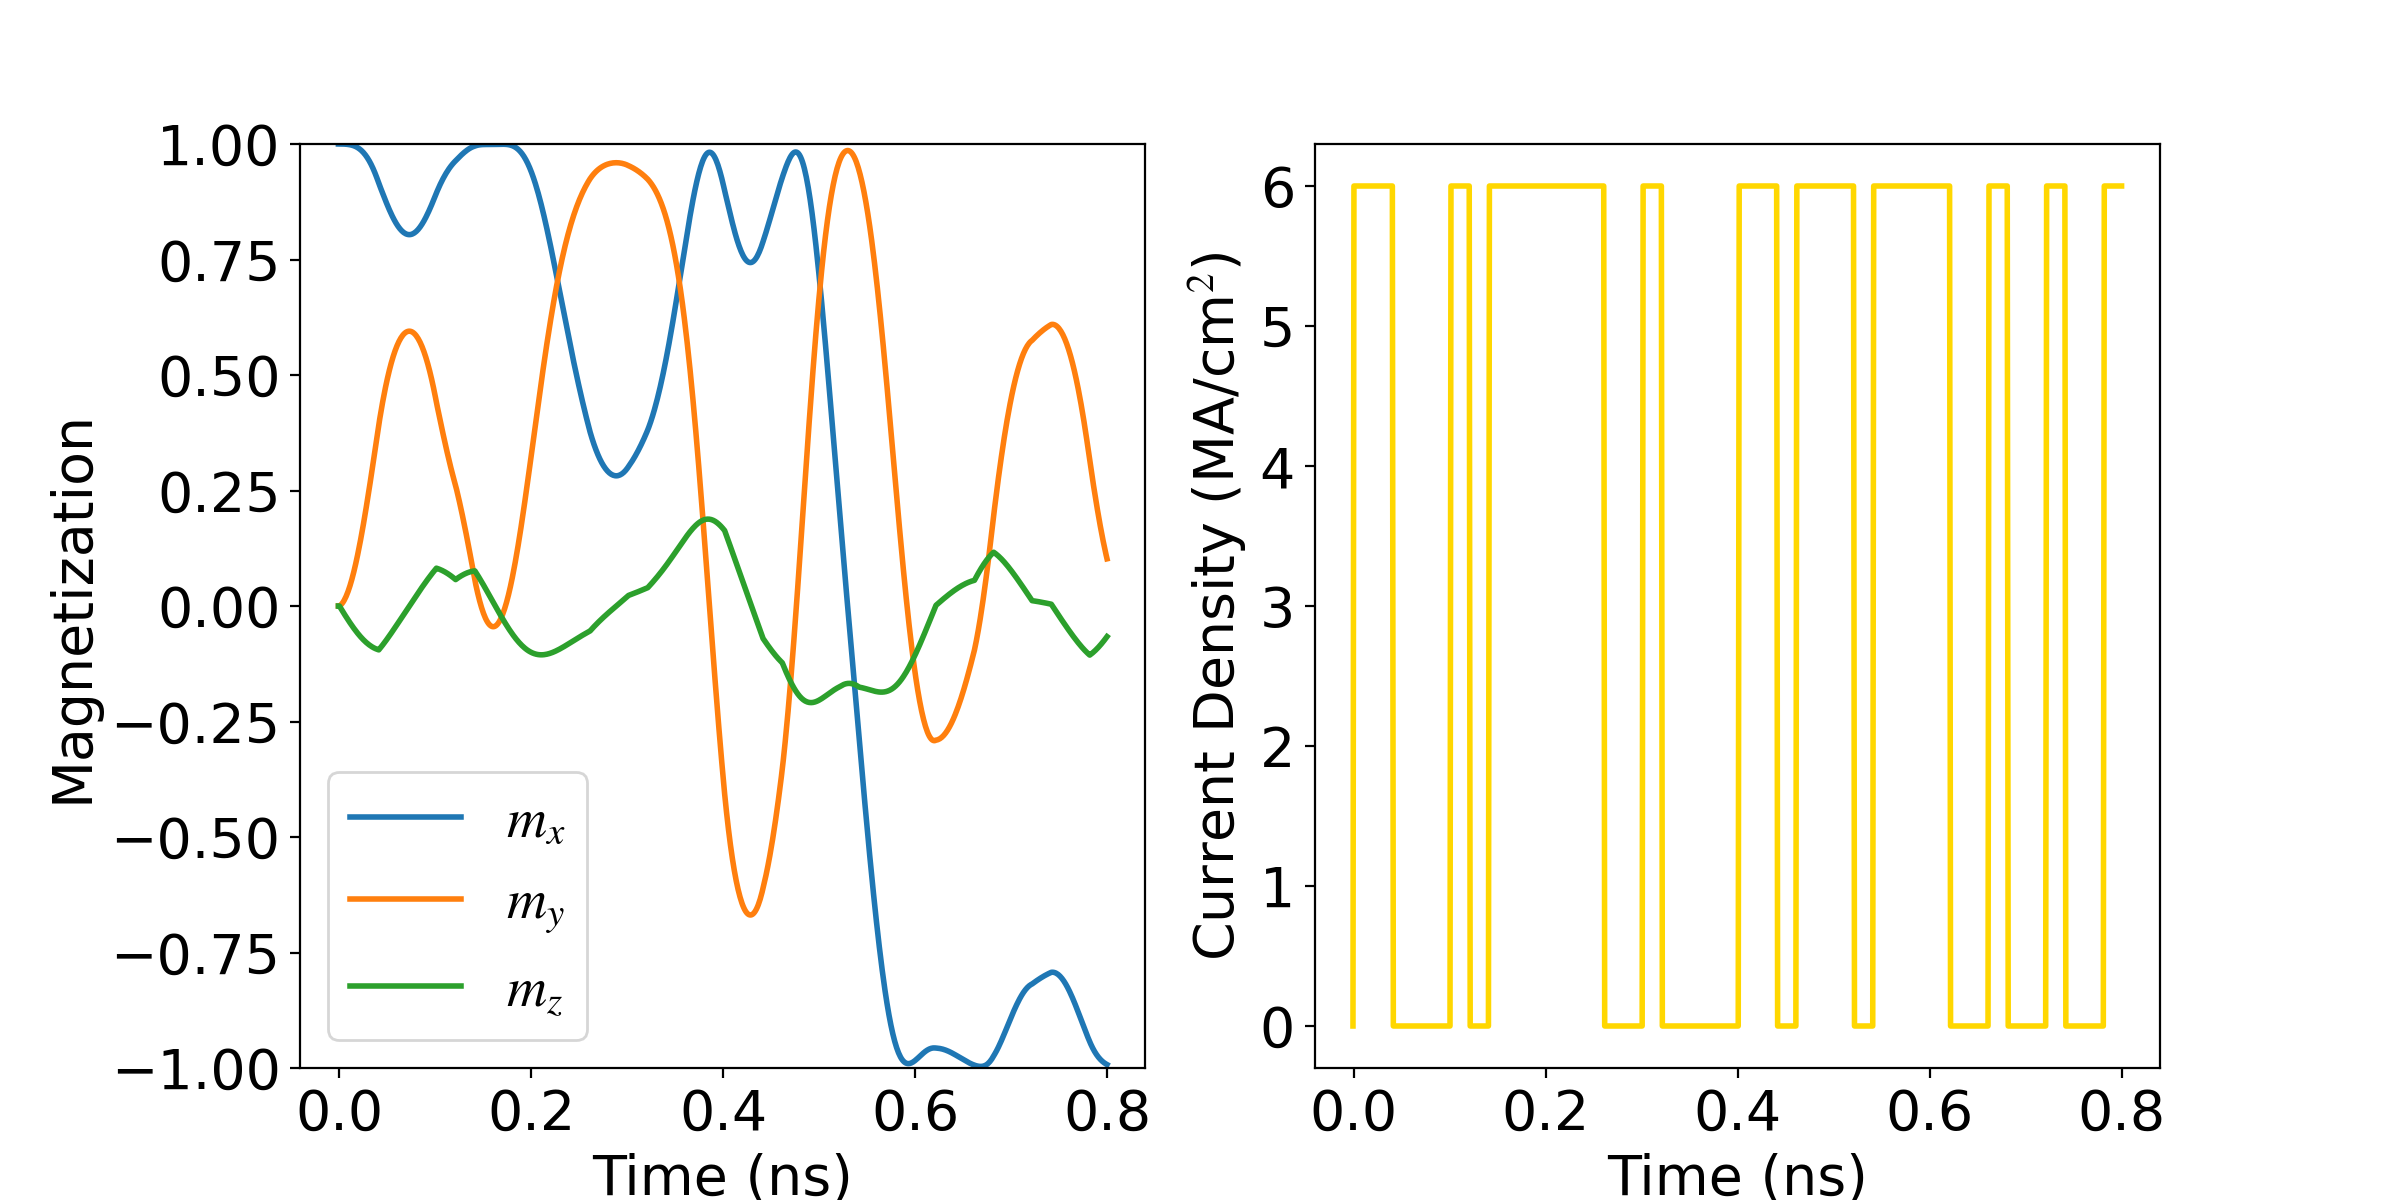 Magnetization
1.00
0.75
0.50
0.25
0.00
−0.25
−0.50
−0.75
−1.00
m_x
m_y
m_z
0.0 0.2 0.4 0.6 0.8
Time (ns)
Current Density (MA/cm²)
6
5
4
3
2
1
0
0.0 0.2 0.4 0.6 0.8
Time (ns)